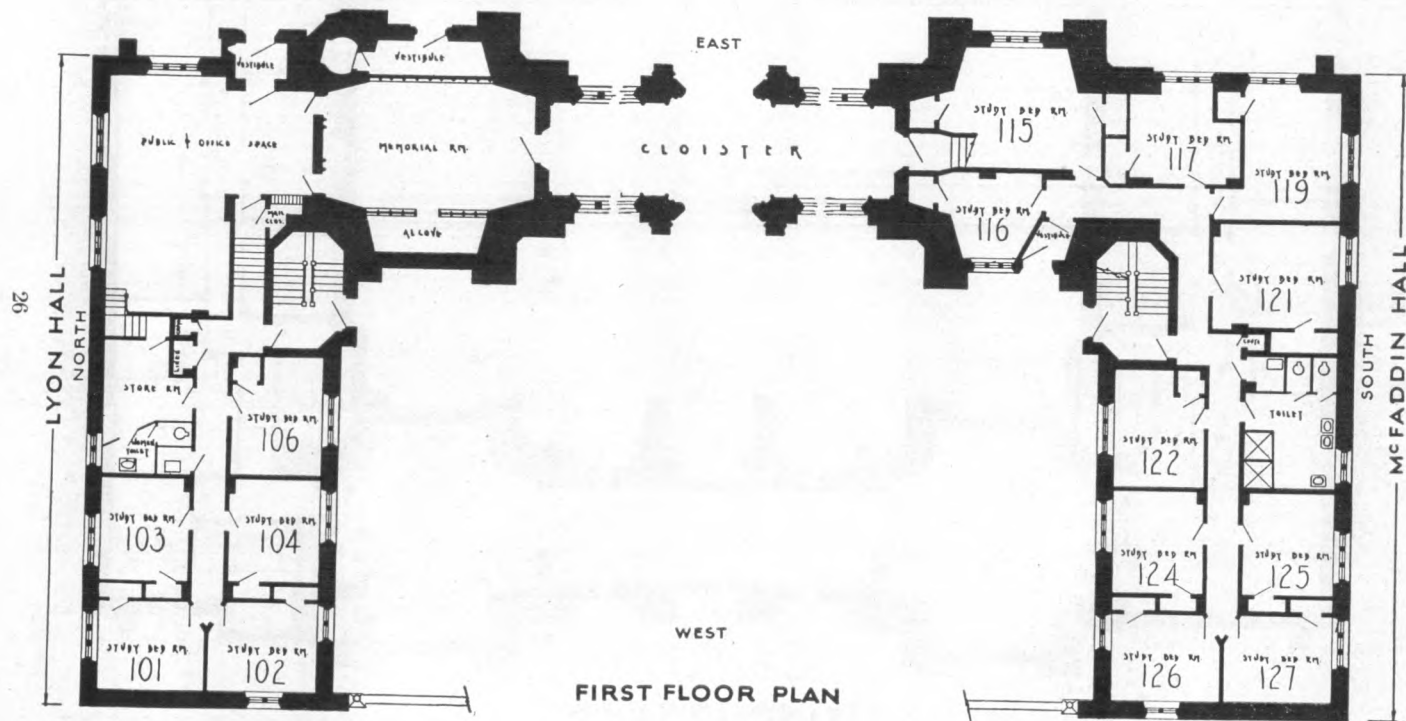 EAST
VESTIBULE
VESTIBULE
PUBLIC & OFFICE SPACE
MEMORIAL RM.
CLOISTER
STUDY BED RM.
115
STUDY BED RM.
117
STUDY BED RM.
119
MAN. CLOS.
ALCOVE
STUDY BED RM.
116
VESTIBULE
STUDY BED RM.
121
26
LYON HALL
NORTH
SOUTH
McFADDIN HALL
STORE RM.
STUDY BED RM.
106
STUDY BED RM.
122
TOILET
WOMEN
TOILET
STUDY BED RM.
103
STUDY BED RM.
104
STUDY BED RM.
124
STUDY BED RM.
125
STUDY BED RM.
101
STUDY BED RM.
102
WEST
STUDY BED RM.
126
STUDY BED RM.
127
FIRST FLOOR PLAN